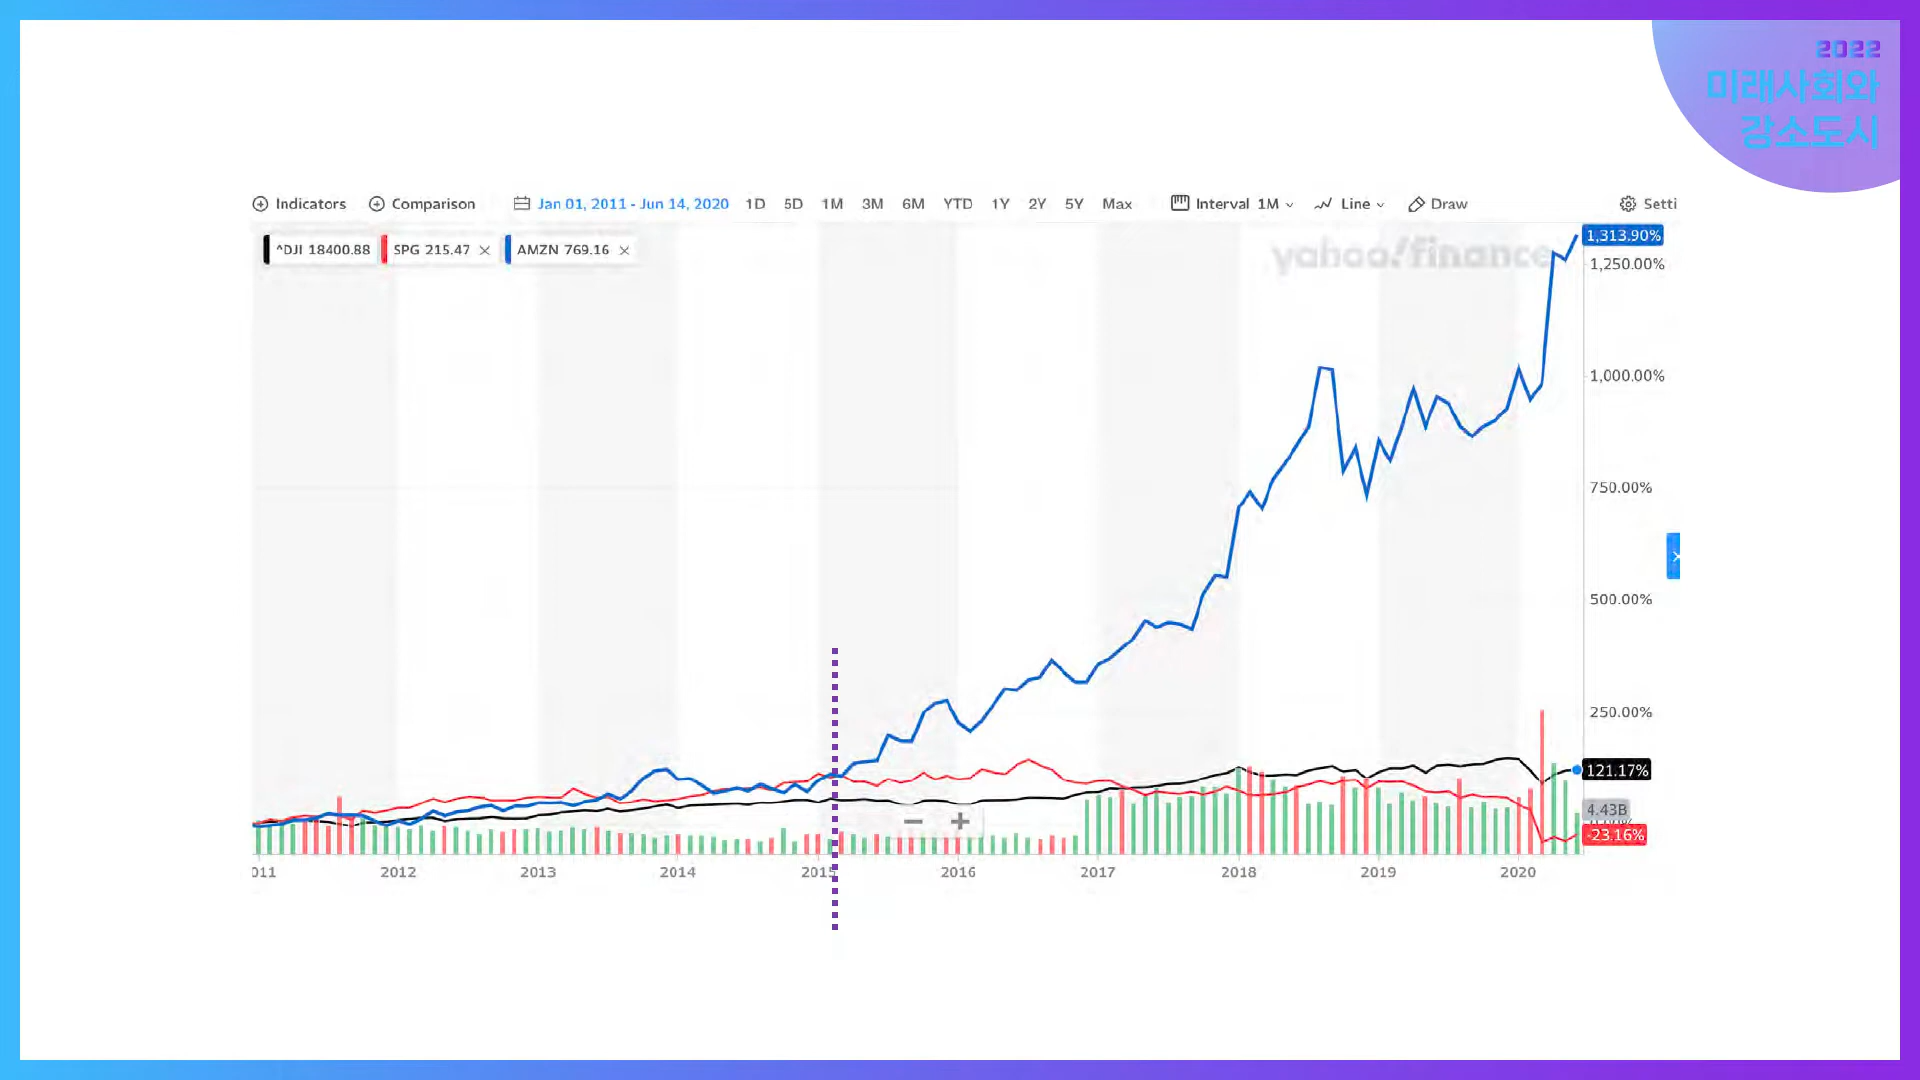 2022
미래사회와
강소도시
Indicators Comparison Jan 01, 2011 - Jun 14, 2020 1D 5D 1M 3M 6M YTD 1Y 2Y 5Y Max Interval 1M Line Draw Setti
^DJI 18400.88 SPG 215.47 AMZN 769.16
yahoo!finance
1,313.90%
1,250.00%
1,000.00%
750.00%
500.00%
250.00%
121.17%
4.43B
-23.16%
011 2012 2013 2014 2015 2016 2017 2018 2019 2020